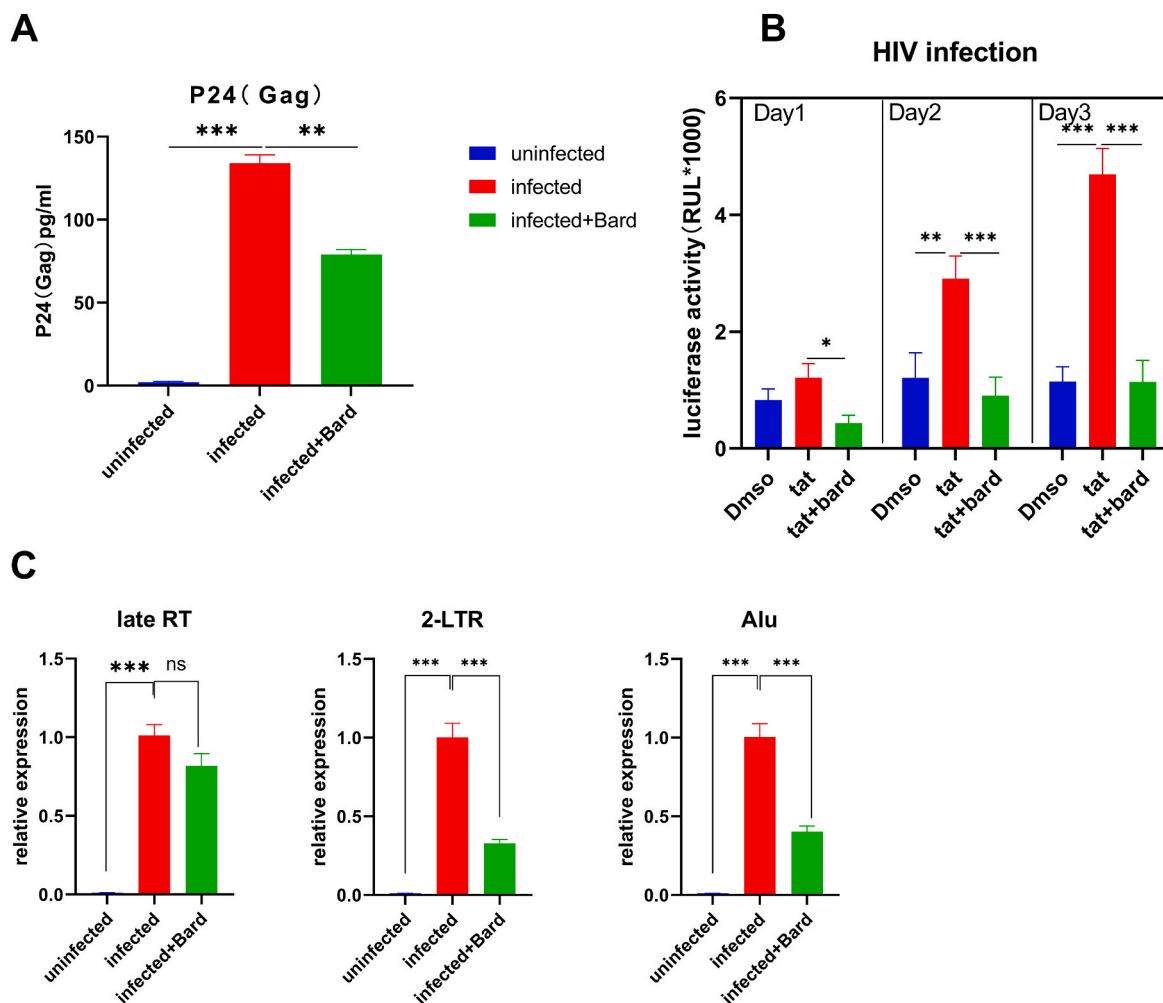 A
P24( Gag)
P24(Gag) pg/ml
150
100
50
0
***
**
uninfected
infected
infected+Bard
uninfected
infected
infected+Bard
B
HIV infection
luciferase activity(RUL*1000)
6
4
2
0
Day1
Day2
Day3
*
**
***
***
***
Dmso
tat
tat+bard
Dmso
tat
tat+bard
Dmso
tat
tat+bard
C
late RT
relative expression
1.5
1.0
0.5
0.0
***
ns
uninfected
infected
infected+Bard
2-LTR
relative expression
1.5
1.0
0.5
0.0
***
***
uninfected
infected
infected+Bard
Alu
relative expression
1.5
1.0
0.5
0.0
***
***
uninfected
infected
infected+Bard